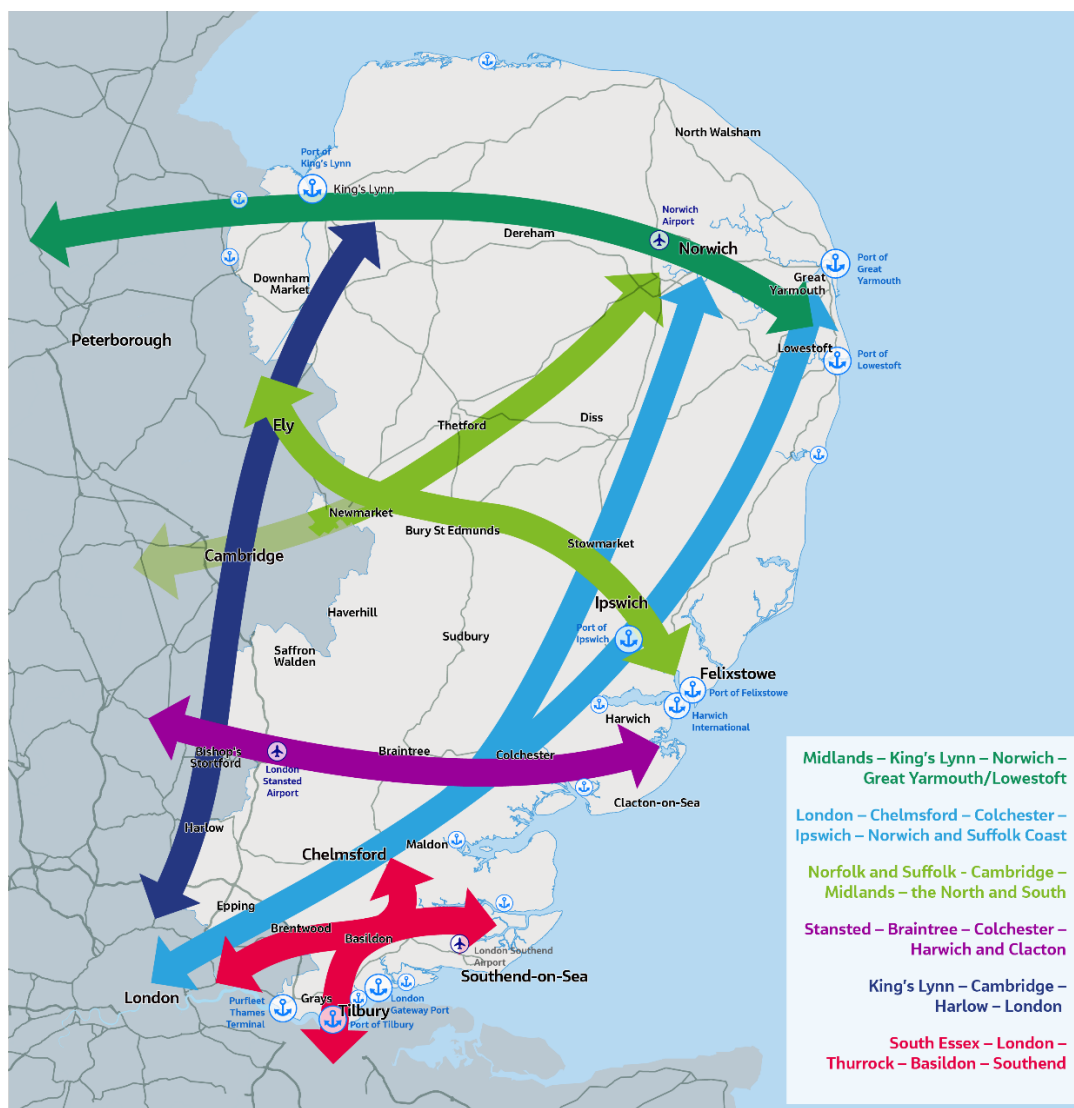 North Walsham
Port of
King's Lynn
King's Lynn
Norwich
Airport
Dereham
Norwich
Port of
Great
Yarmouth
Great
Yarmouth
Downham
Market
Peterborough
Lowestoft
Port of
Lowestoft
Ely
Thetford
Diss
Newmarket
Bury St Edmunds
Cambridge
Stowmarket
Haverhill
Ipswich
Port of
Ipswich
Sudbury
Saffron
Walden
Felixstowe
Port of Felixstowe
Harwich
Harwich
International
Bishop's
Stortford
Braintree
Colchester
London
Stansted
Airport
Clacton-on-Sea
Harlow
Maldon
Chelmsford
Epping
Brentwood
Basildon
London Southend
Airport
Southend-on-Sea
London
Grays
Purfleet
Thames
Terminal
Tilbury
London
Gateway Port
Port of Tilbury
Midlands – King's Lynn – Norwich –
Great Yarmouth/Lowestoft
London – Chelmsford – Colchester –
Ipswich – Norwich and Suffolk Coast
Norfolk and Suffolk - Cambridge –
Midlands – the North and South
Stansted – Braintree – Colchester –
Harwich and Clacton
King's Lynn – Cambridge –
Harlow – London
South Essex – London –
Thurrock – Basildon – Southend